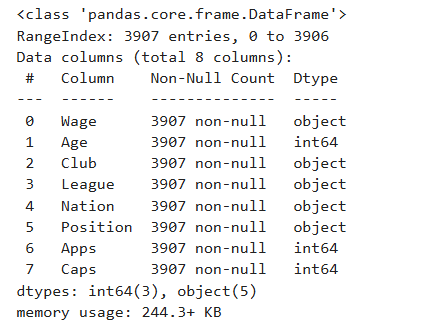 <class 'pandas.core.frame.DataFrame'>
RangeIndex: 3907 entries, 0 to 3906
Data columns (total 8 columns):
 #   Column    Non-Null Count  Dtype
---  ------    --------------  -----
 0   Wage      3907 non-null   object
 1   Age       3907 non-null   int64
 2   Club      3907 non-null   object
 3   League    3907 non-null   object
 4   Nation    3907 non-null   object
 5   Position  3907 non-null   object
 6   Apps      3907 non-null   int64
 7   Caps      3907 non-null   int64
dtypes: int64(3), object(5)
memory usage: 244.3+ KB